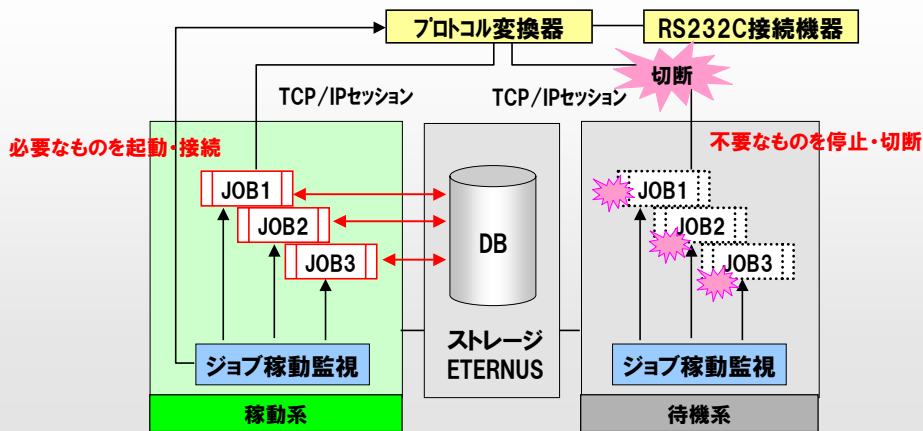 プロトコル変換器
RS232C接続機器
切断
TCP/IPセッション
TCP/IPセッション
必要なものを起動・接続
不要なものを停止・切断
JOB1
JOB2
JOB3
DB
JOB1
JOB2
JOB3
ストレージ
ETERNUS
ジョブ稼動監視
ジョブ稼動監視
稼動系
待機系